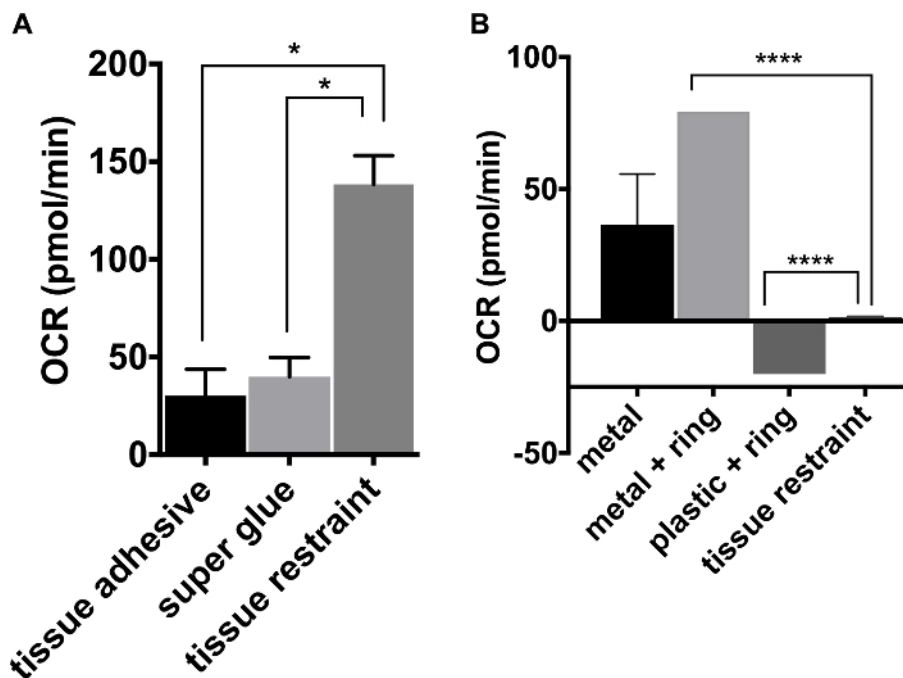 A
OCR (pmol/min)
200
150
100
50
0
*
*
tissue adhesive
super glue
tissue restraint
B
OCR (pmol/min)
100
50
0
-50
****
****
metal
metal + ring
plastic + ring
tissue restraint